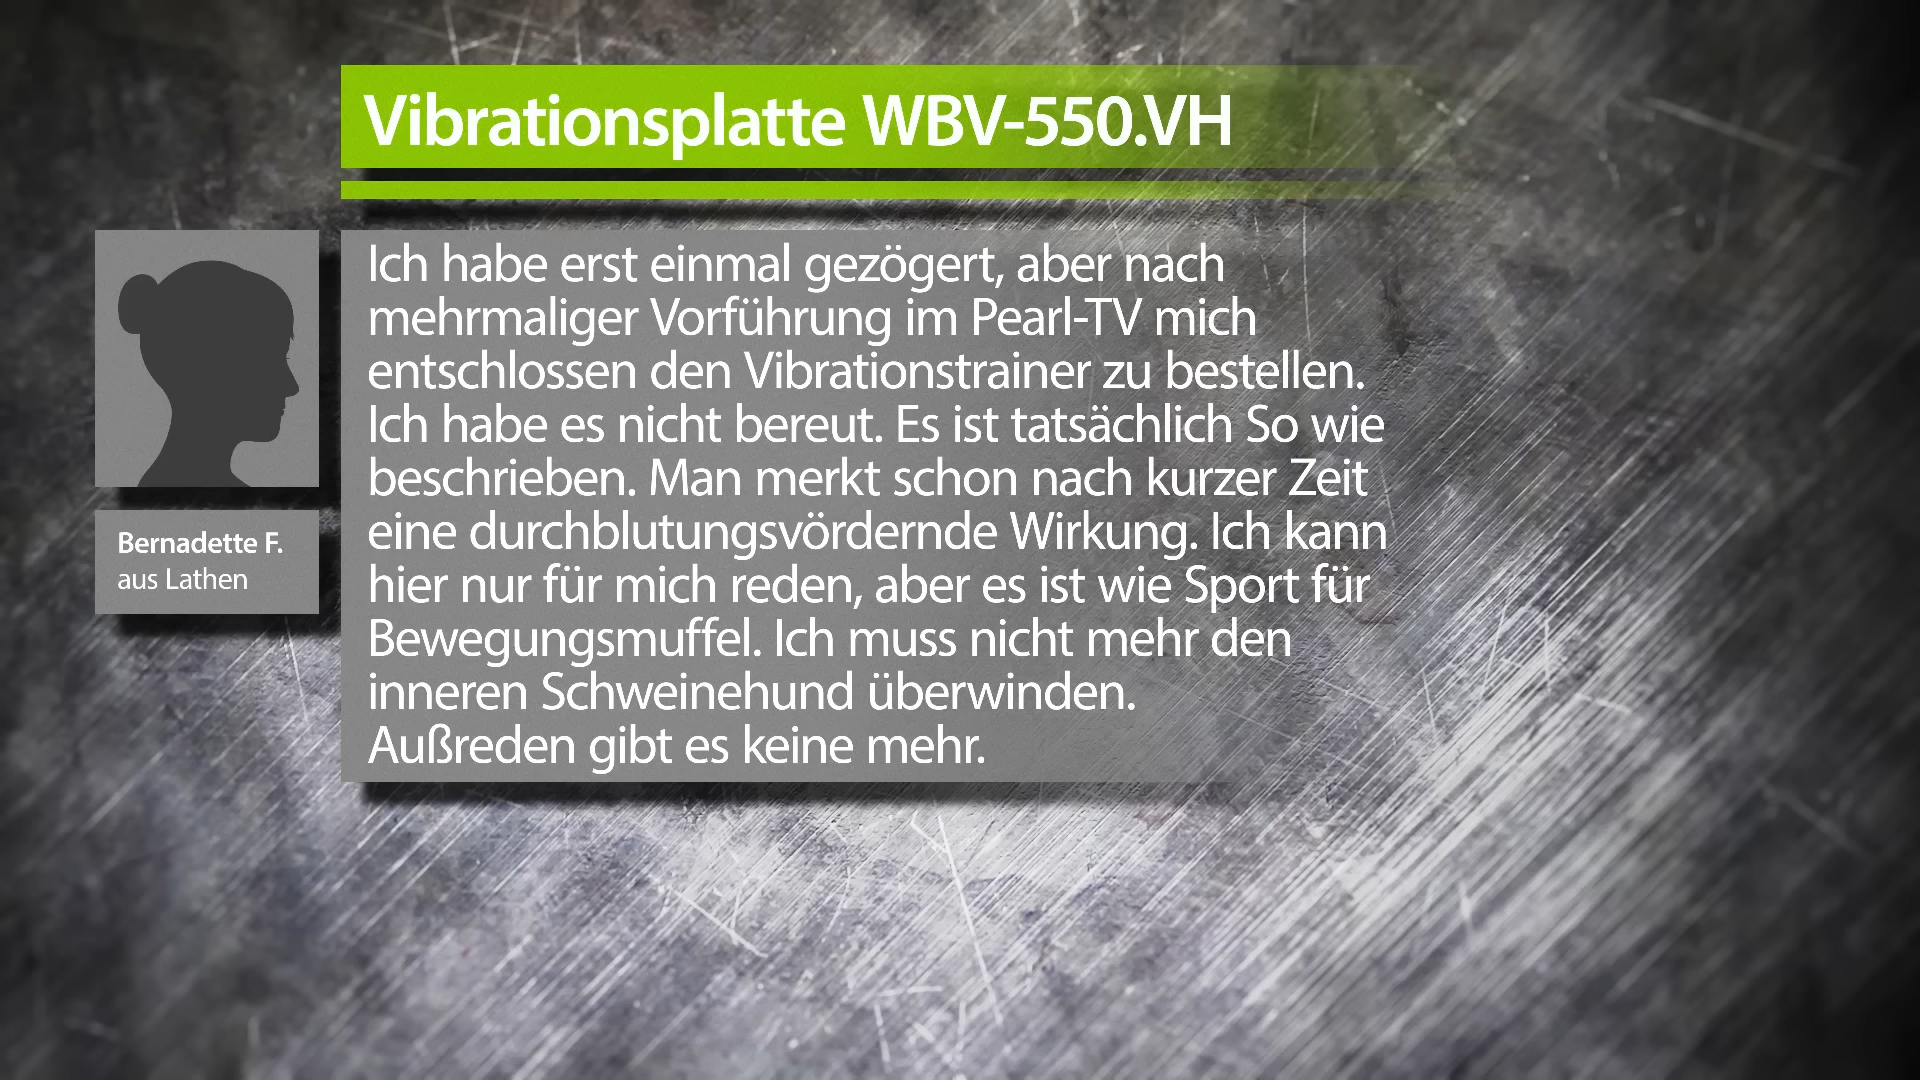 Vibrationsplatte WBV-550.VH
Bernadette F.
aus Lathen
Ich habe erst einmal gezögert, aber nach
mehrmaliger Vorführung im Pearl-TV mich
entschlossen den Vibrationstrainer zu bestellen.
Ich habe es nicht bereut. Es ist tatsächlich So wie
beschrieben. Man merkt schon nach kurzer Zeit
eine durchblutungsvördernde Wirkung. Ich kann
hier nur für mich reden, aber es ist wie Sport für
Bewegungsmuffel. Ich muss nicht mehr den
inneren Schweinehund überwinden.
Außreden gibt es keine mehr.